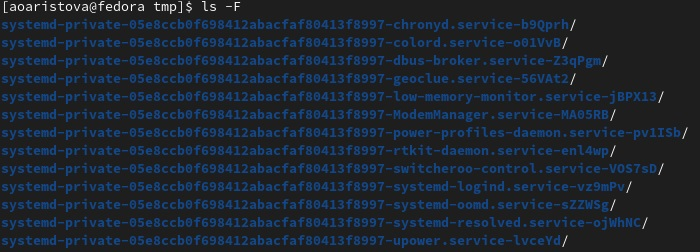 [aoaristova@fedora tmp]$ ls -F
systemd-private-05e8ccb0f698412abacfaf80413f8997-chronyd.service-b9Qprh/
systemd-private-05e8ccb0f698412abacfaf80413f8997-colord.service-o01VvB/
systemd-private-05e8ccb0f698412abacfaf80413f8997-dbus-broker.service-Z3qPgm/
systemd-private-05e8ccb0f698412abacfaf80413f8997-geoclue.service-56VAt2/
systemd-private-05e8ccb0f698412abacfaf80413f8997-low-memory-monitor.service-jBPX13/
systemd-private-05e8ccb0f698412abacfaf80413f8997-ModemManager.service-MA05RB/
systemd-private-05e8ccb0f698412abacfaf80413f8997-power-profiles-daemon.service-pv1ISb/
systemd-private-05e8ccb0f698412abacfaf80413f8997-rtkit-daemon.service-enl4wp/
systemd-private-05e8ccb0f698412abacfaf80413f8997-switcheroo-control.service-VOS7sD/
systemd-private-05e8ccb0f698412abacfaf80413f8997-systemd-logind.service-vz9mPv/
systemd-private-05e8ccb0f698412abacfaf80413f8997-systemd-oomd.service-sZZWSg/
systemd-private-05e8ccb0f698412abacfaf80413f8997-systemd-resolved.service-ojWhNC/
systemd-private-05e8ccb0f698412abacfaf80413f8997-upower.service-lvceYd/